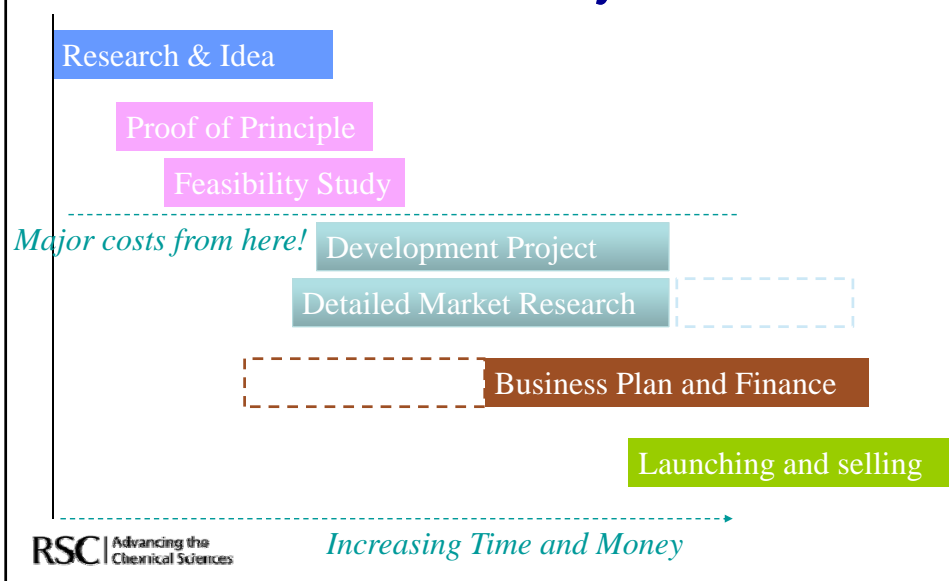 Research & Idea
Proof of Principle
Feasibility Study
Major costs from here!
Development Project
Detailed Market Research
Business Plan and Finance
Launching and selling
Increasing Time and Money
RSC
Advancing the
Chemical Sciences